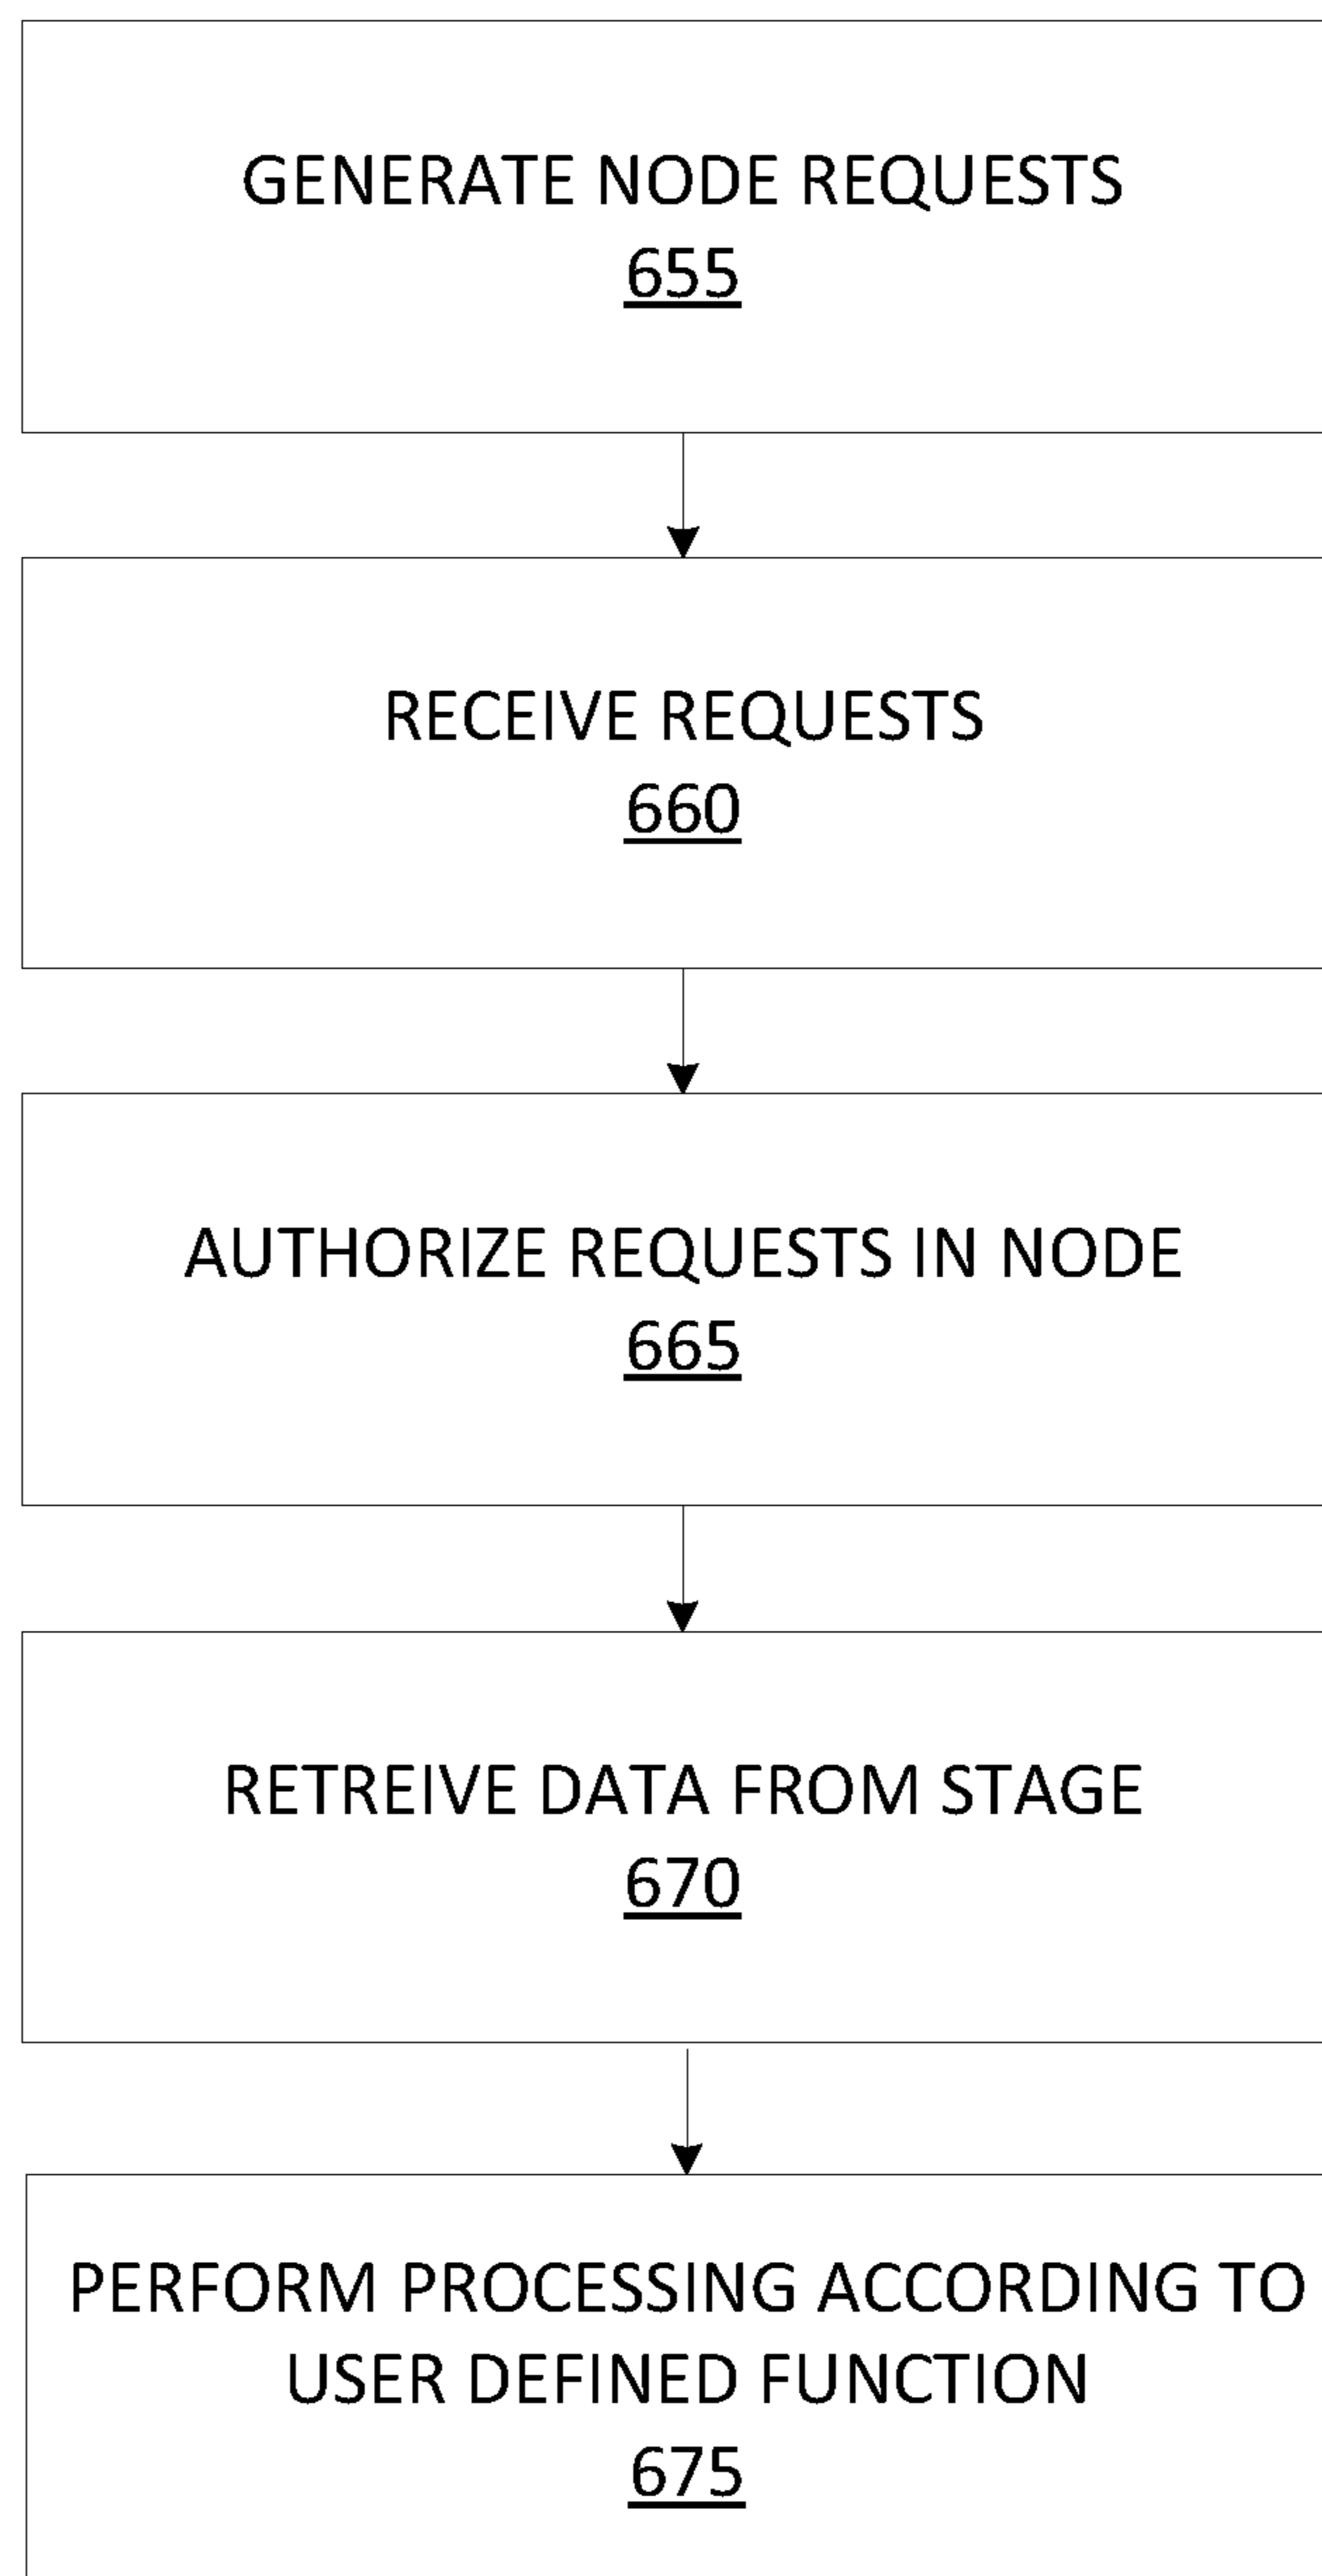 GENERATE NODE REQUESTS
655
RECEIVE REQUESTS
660
AUTHORIZE REQUESTS IN NODE
665
RETREIVE DATA FROM STAGE
670
PERFORM PROCESSING ACCORDING TO
USER DEFINED FUNCTION
675